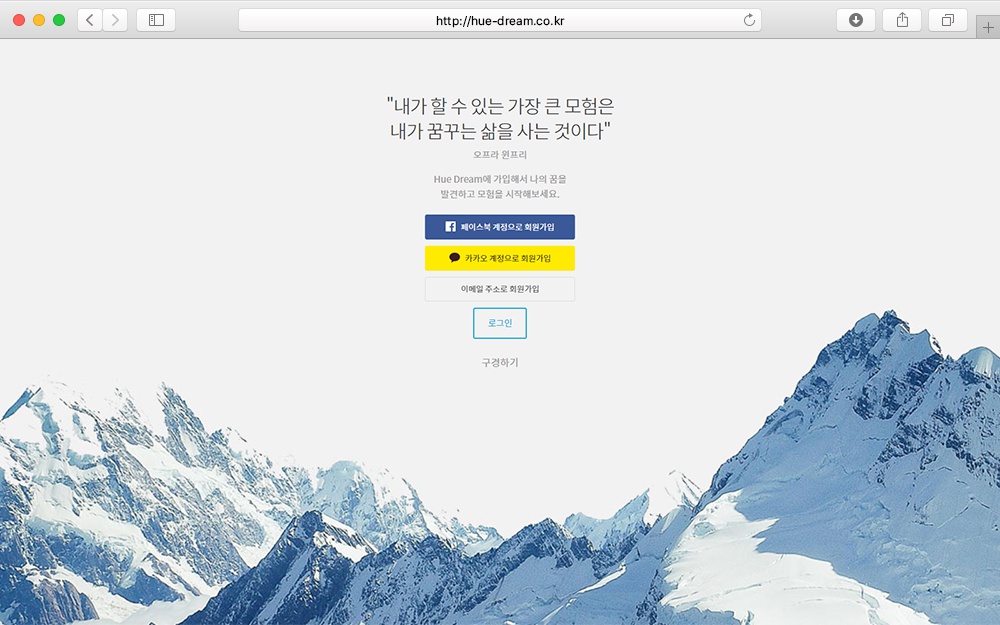 http://hue-dream.co.kr
"내가 할 수 있는 가장 큰 모험은
내가 꿈꾸는 삶을 사는 것이다"
오프라 윈프리
Hue Dream에 가입해서 나의 꿈을
발견하고 모험을 시작해보세요.
페이스북 계정으로 회원가입
카카오 계정으로 회원가입
이메일 주소로 회원가입
로그인
구경하기